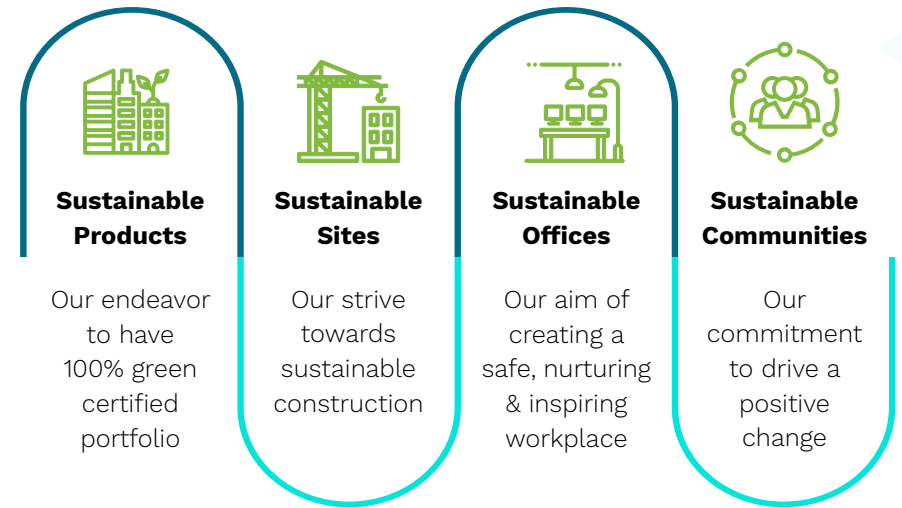 Sustainable
Products
Our endeavor
to have
100% green
certified
portfolio
Sustainable
Sites
Our strive
towards
sustainable
construction
Sustainable
Offices
Our aim of
creating a
safe, nurturing
& inspiring
workplace
Sustainable
Communities
Our
commitment
to drive a
positive
change